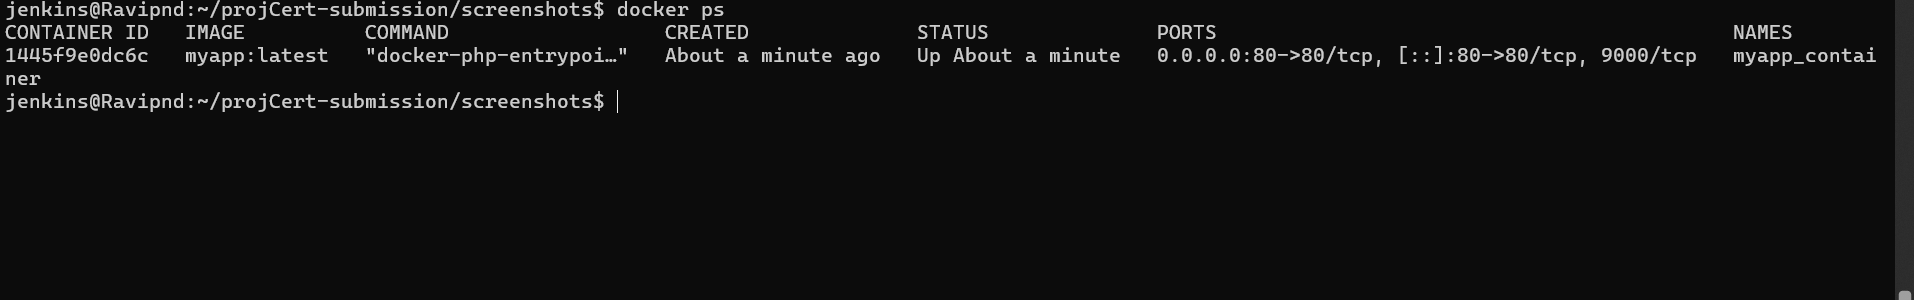 jenkins@Ravipnd:~/projCert-submission/screenshots$ docker ps
CONTAINER ID   IMAGE          COMMAND                  CREATED              STATUS              PORTS                                           NAMES
1445f9e0dc6c   myapp:latest   "docker-php-entrypoi…"   About a minute ago   Up About a minute   0.0.0.0:80->80/tcp, [::]:80->80/tcp, 9000/tcp   myapp_contai
ner
jenkins@Ravipnd:~/projCert-submission/screenshots$